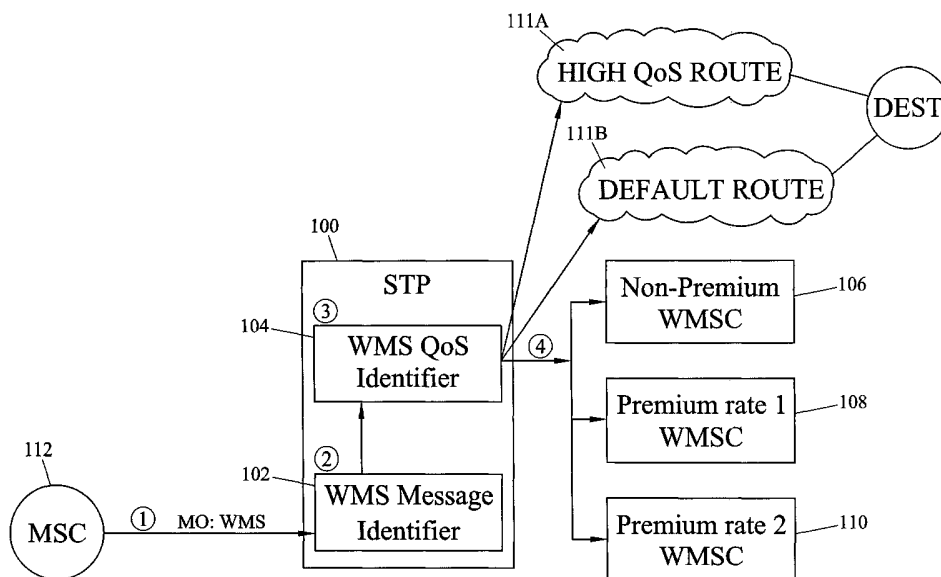 111A
HIGH QoS ROUTE
DEST
111B
DEFAULT ROUTE
100
STP
③
104
WMS QoS
Identifier
④
Non-Premium
WMSC
106
Premium rate 1
WMSC
108
112
MSC
①
MO: WMS
②
102
WMS Message
Identifier
Premium rate 2
WMSC
110